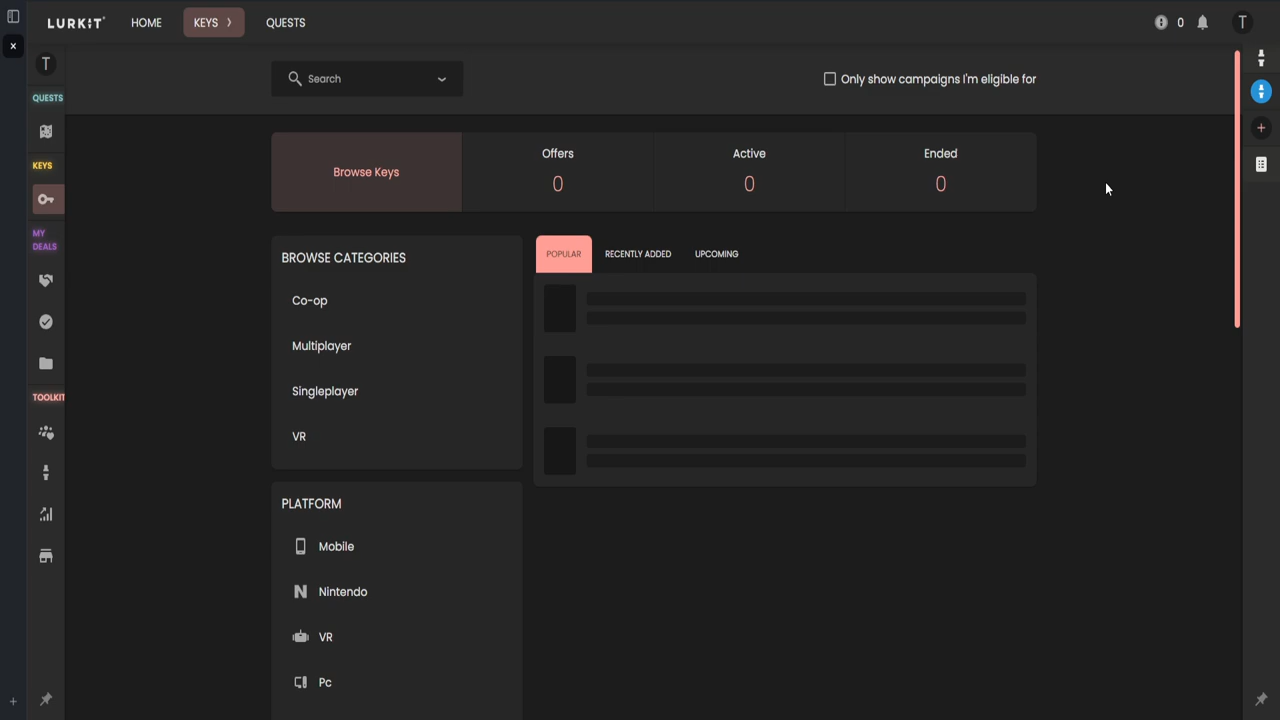 LURKIT
HOME
KEYS
QUESTS
0
T
x
T
QUESTS
KEYS
MY
DEALS
TOOLKIT
Search
Only show campaigns I'm eligible for
Browse Keys
Offers
0
Active
0
Ended
0
BROWSE CATEGORIES
Co-op
Multiplayer
Singleplayer
VR
POPULAR
RECENTLY ADDED
UPCOMING
PLATFORM
Mobile
Nintendo
VR
Pc